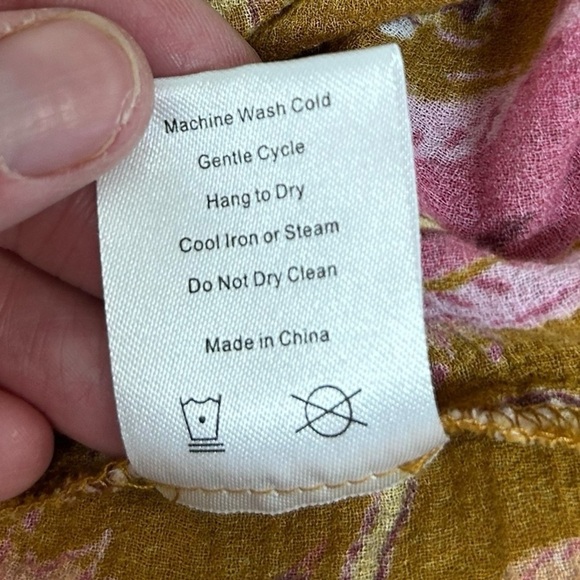 Machine Wash Cold
Gentle Cycle
Hang to Dry
Cool Iron or Steam
Do Not Dry Clean
Made in China